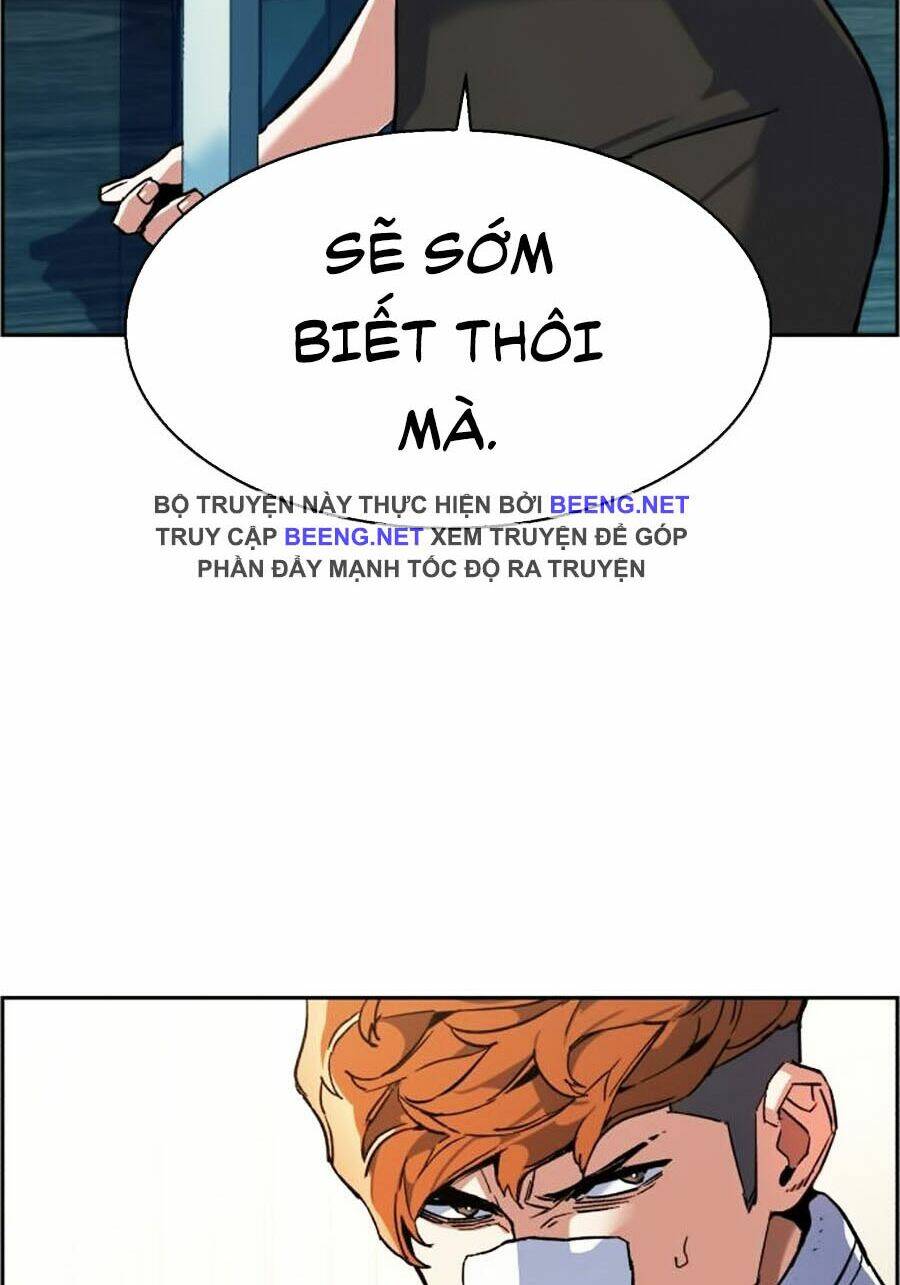 SẼ SỚM
BIẾT THÔI
MÀ.
BỘ TRUYỆN NÀY THỰC HIỆN BỞI BEENG.NET
TRUY CẬP BEENG.NET XEM TRUYỆN ĐỂ GÓP
PHẦN ĐẨY MẠNH TỐC ĐỘ RA TRUYỆN